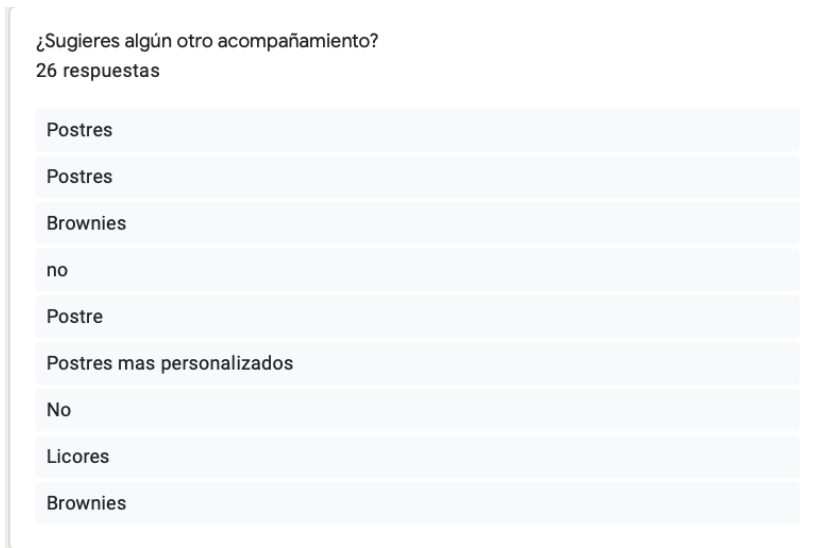 ¿Sugieres algún otro acompañamiento?
26 respuestas
Postres
Postres
Brownies
no
Postre
Postres mas personalizados
No
Licores
Brownies